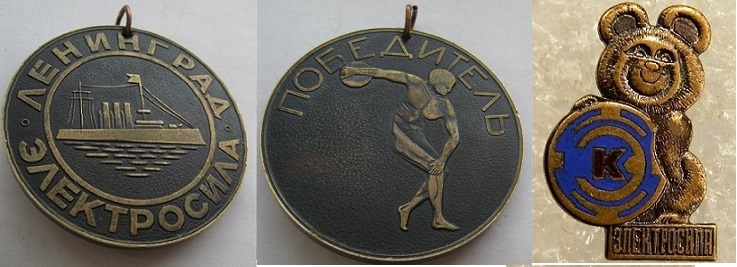 ЛЕНИНГРАД
ЭЛЕКТРОСИЛА
ПОБЕДИТЕЛЬ
К
ЭЛЕКТРОСИЛА